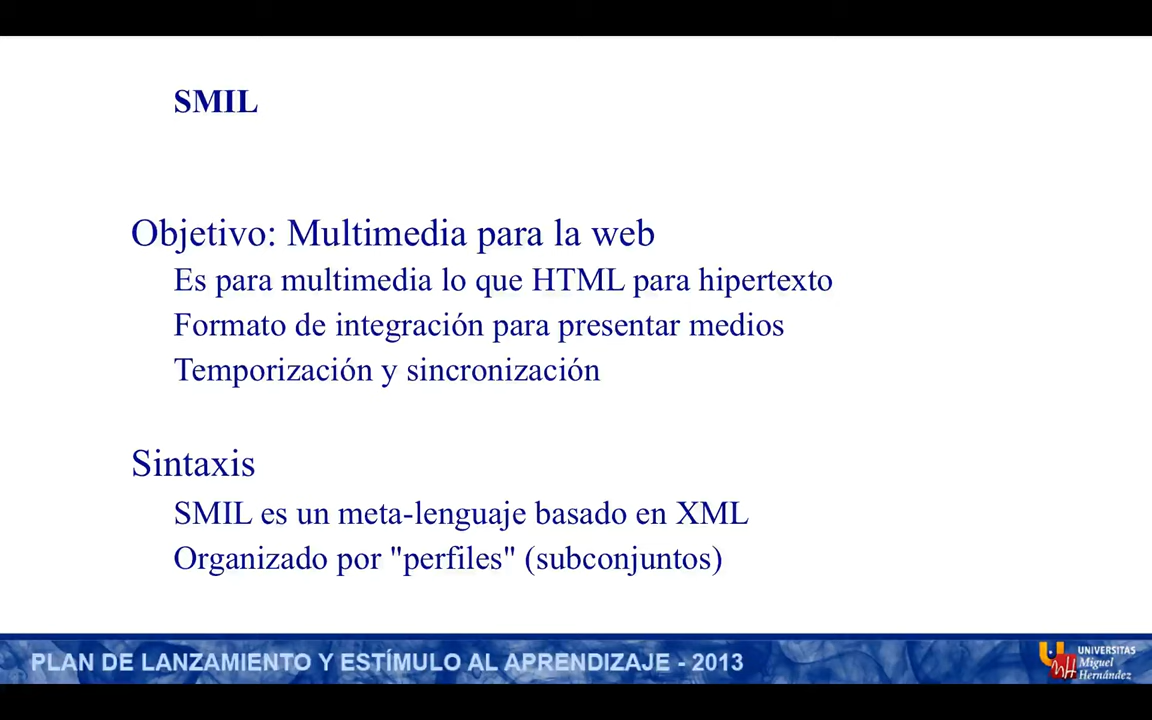 SMIL
Objetivo: Multimedia para la web
Es para multimedia lo que HTML para hipertexto
Formato de integración para presentar medios
Temporización y sincronización
Sintaxis
SMIL es un meta-lenguaje basado en XML
Organizado por "perfiles" (subconjuntos)
PLAN DE LANZAMIENTO Y ESTÍMULO AL APRENDIZAJE - 2013
UNIVERSITAS
Miguel
Hernández